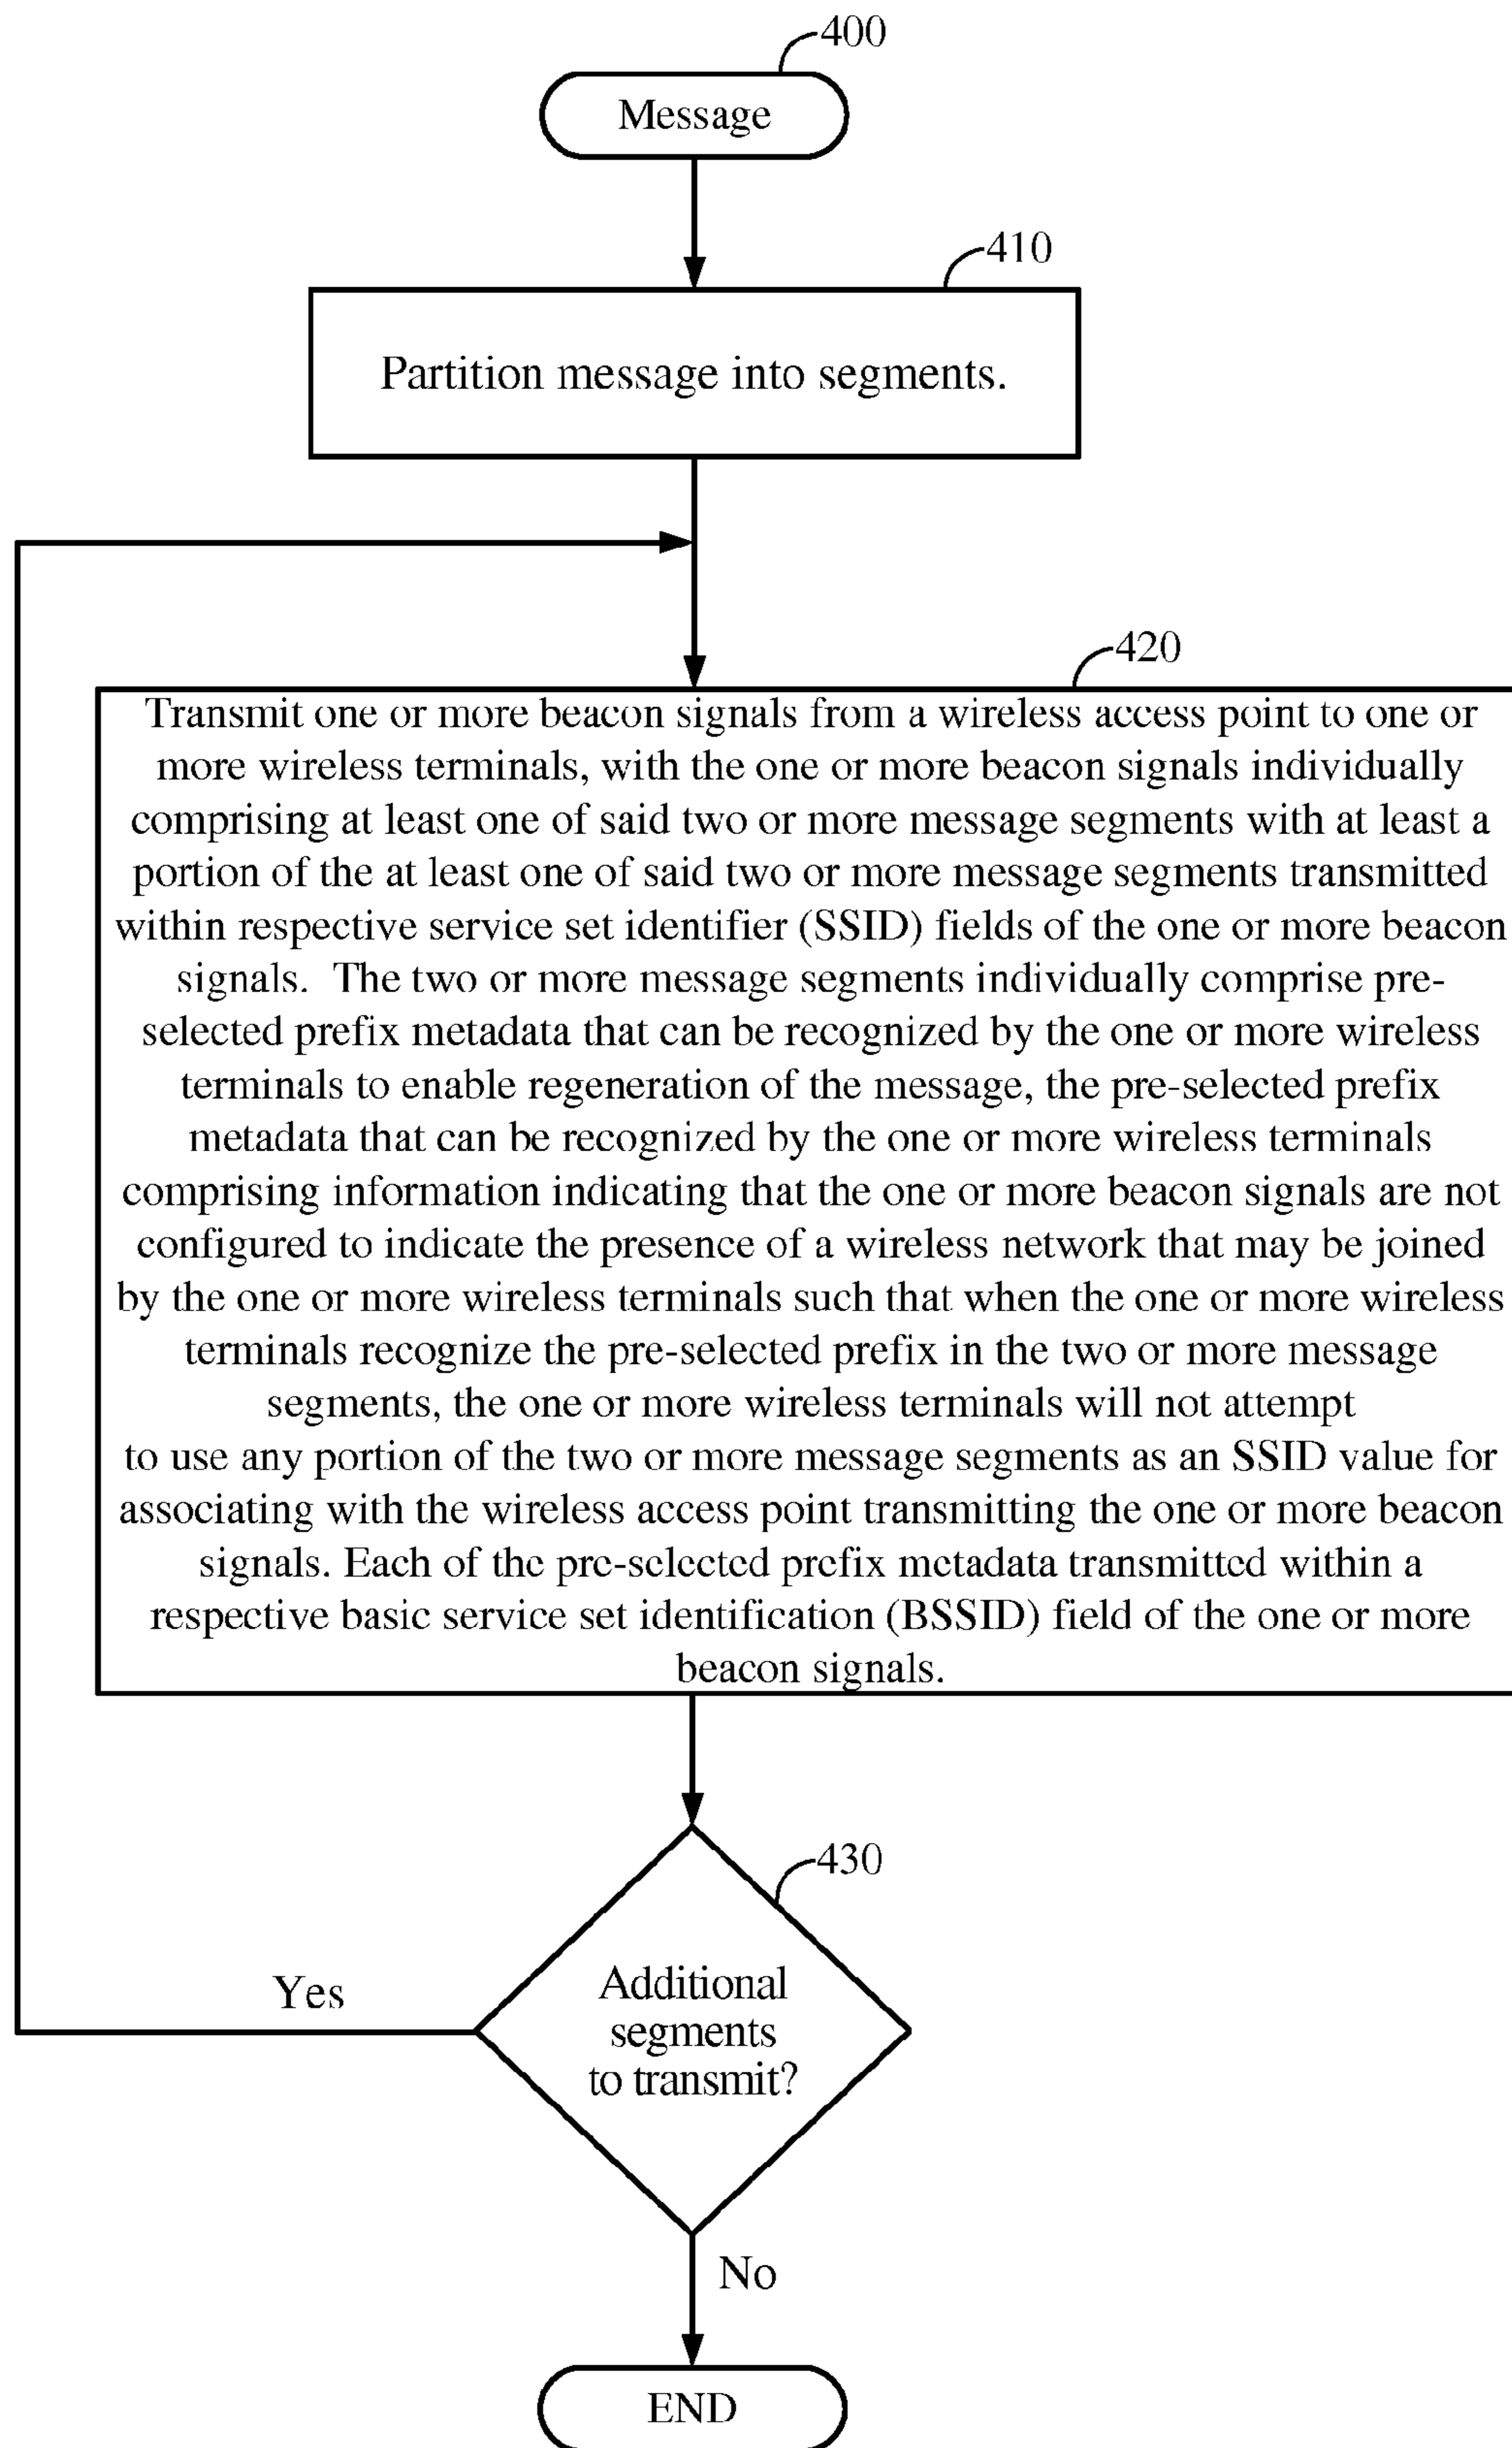 400
Message
410
Partition message into segments.
420
Transmit one or more beacon signals from a wireless access point to one or
more wireless terminals, with the one or more beacon signals individually
comprising at least one of said two or more message segments with at least a
portion of the at least one of said two or more message segments transmitted
within respective service set identifier (SSID) fields of the one or more beacon
signals.  The two or more message segments individually comprise pre-
selected prefix metadata that can be recognized by the one or more wireless
terminals to enable regeneration of the message, the pre-selected prefix
metadata that can be recognized by the one or more wireless terminals
comprising information indicating that the one or more beacon signals are not
configured to indicate the presence of a wireless network that may be joined
by the one or more wireless terminals such that when the one or more wireless
terminals recognize the pre-selected prefix in the two or more message
segments, the one or more wireless terminals will not attempt
to use any portion of the two or more message segments as an SSID value for
associating with the wireless access point transmitting the one or more beacon
signals. Each of the pre-selected prefix metadata transmitted within a
respective basic service set identification (BSSID) field of the one or more
beacon signals.
430
Additional
segments
to transmit?
Yes
No
END